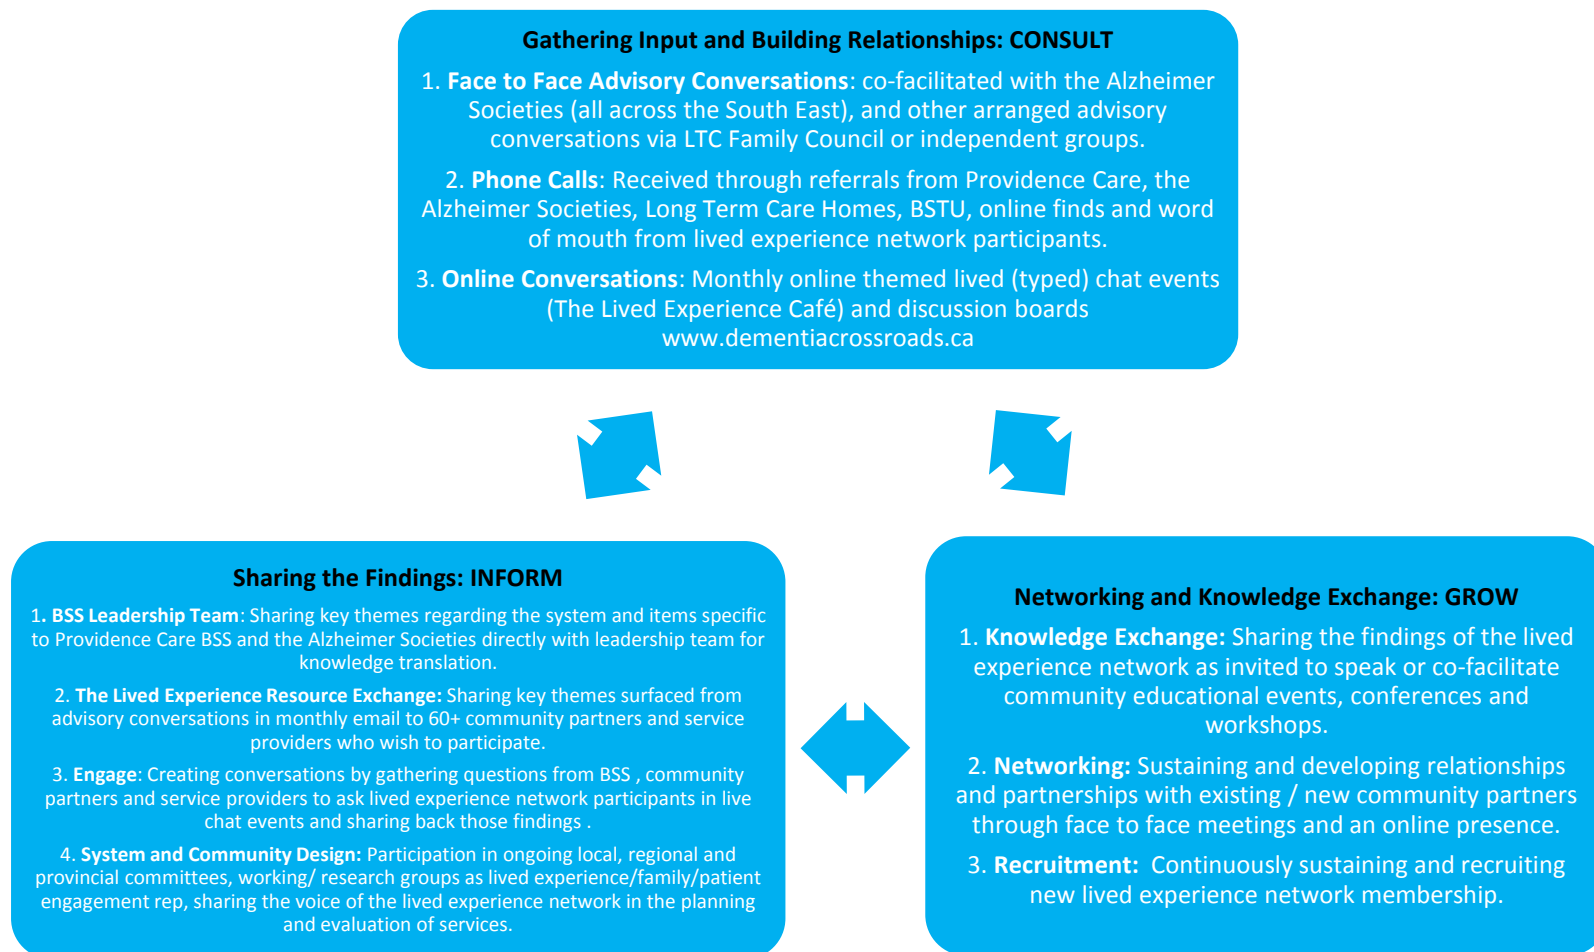 Gathering Input and Building Relationships: CONSULT
1. Face to Face Advisory Conversations: co-facilitated with the Alzheimer
Societies (all across the South East), and other arranged advisory
conversations via LTC Family Council or independent groups.
2. Phone Calls: Received through referrals from Providence Care, the
Alzheimer Societies, Long Term Care Homes, BSTU, online finds and word
of mouth from lived experience network participants.
3. Online Conversations: Monthly online themed lived (typed) chat events
(The Lived Experience Café) and discussion boards
www.dementiacrossroads.ca
Sharing the Findings: INFORM
1. BSS Leadership Team: Sharing key themes regarding the system and items specific
to Providence Care BSS and the Alzheimer Societies directly with leadership team for
knowledge translation.
2. The Lived Experience Resource Exchange: Sharing key themes surfaced from
advisory conversations in monthly email to 60+ community partners and service
providers who wish to participate.
3. Engage: Creating conversations by gathering questions from BSS , community
partners and service providers to ask lived experience network participants in live
chat events and sharing back those findings .
4. System and Community Design: Participation in ongoing local, regional and
provincial committees, working/ research groups as lived experience/family/patient
engagement rep, sharing the voice of the lived experience network in the planning
and evaluation of services.
Networking and Knowledge Exchange: GROW
1. Knowledge Exchange: Sharing the findings of the lived
experience network as invited to speak or co-facilitate
community educational events, conferences and
workshops.
2. Networking: Sustaining and developing relationships
and partnerships with existing / new community partners
through face to face meetings and an online presence.
3. Recruitment: Continuously sustaining and recruiting
new lived experience network membership.